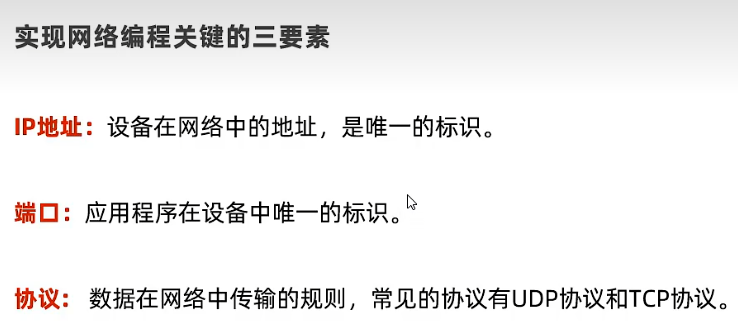 实现网络编程关键的三要素
IP地址：设备在网络中的地址，是唯一的标识。
端口：应用程序在设备中唯一的标识。
协议： 数据在网络中传输的规则，常见的协议有UDP协议和TCP协议。